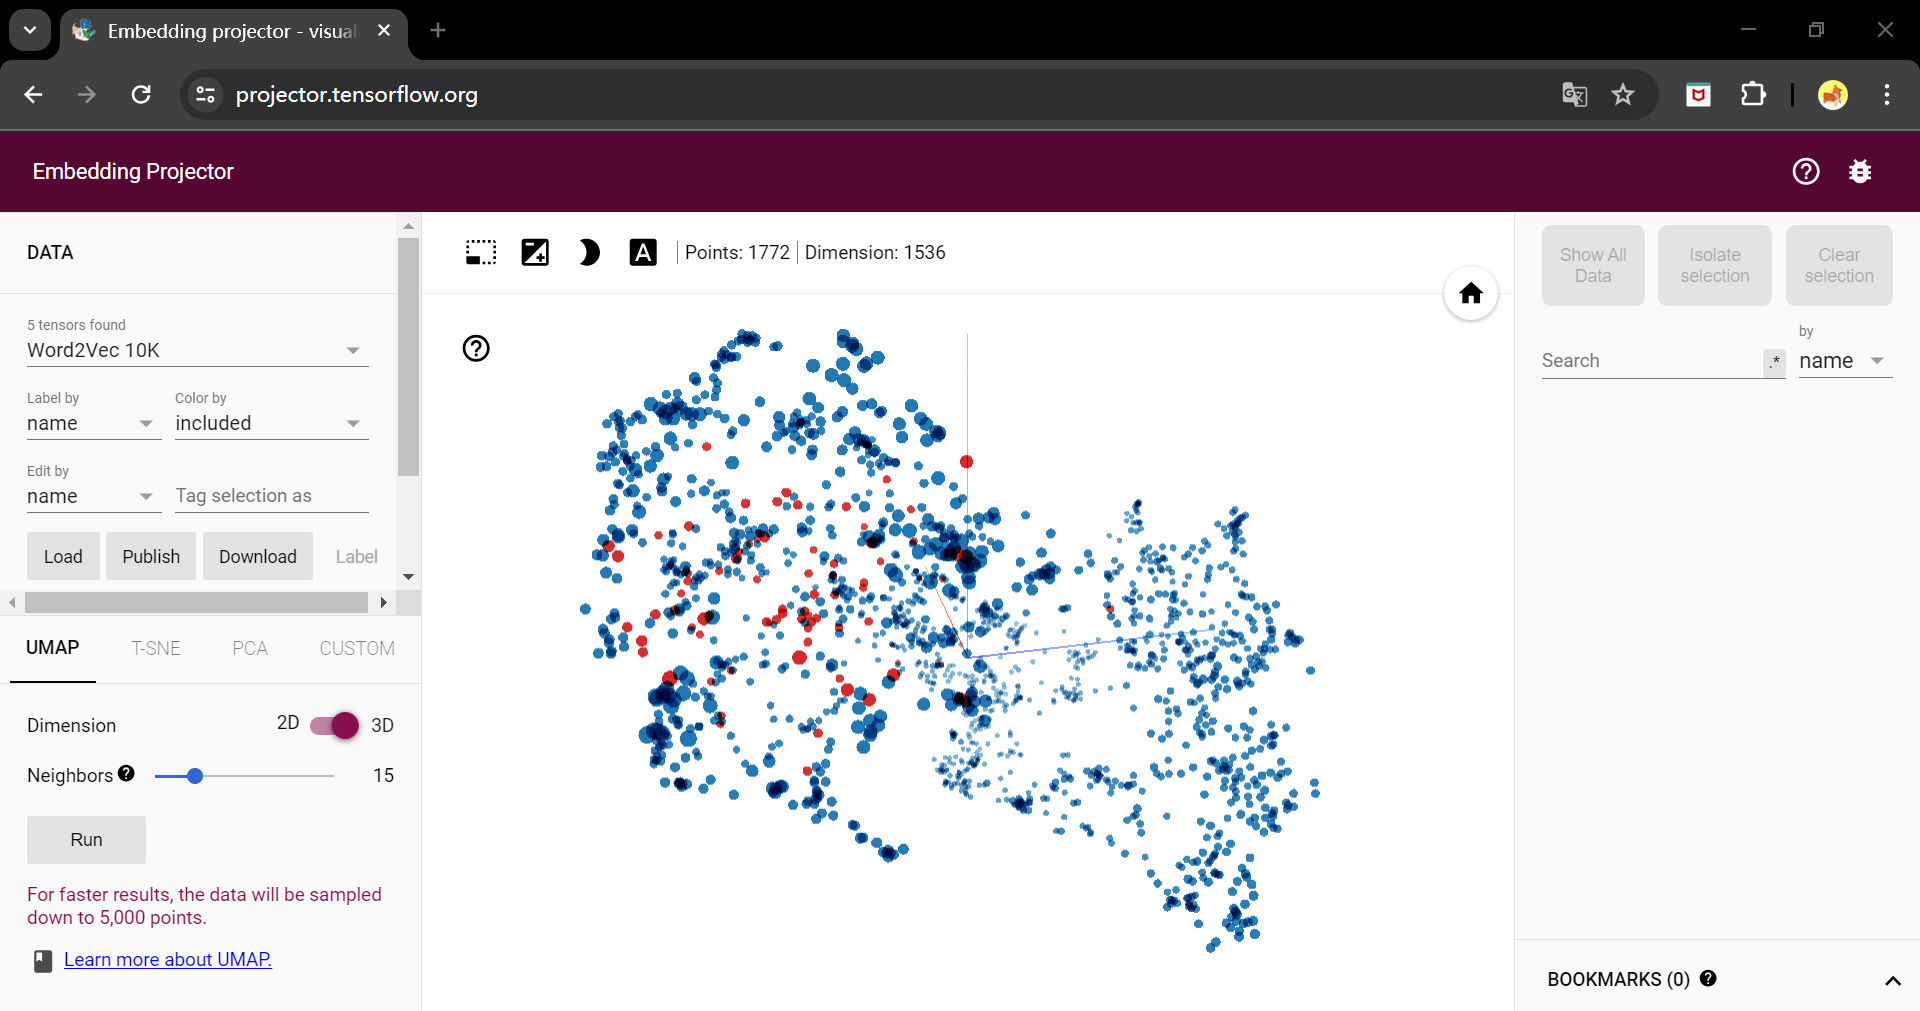 Embedding projector - visual
projector.tensorflow.org
Embedding Projector
DATA
5 tensors found
Word2Vec 10K
Label by
Color by
name
included
Edit by
name
Tag selection as
Load
Publish
Download
Label
UMAP
T-SNE
PCA
CUSTOM
Dimension
2D
3D
Neighbors
15
Run
For faster results, the data will be sampled
down to 5,000 points.
Learn more about UMAP.
A
Points: 1772
Dimension: 1536
Show All
Data
Isolate
selection
Clear
selection
Search
.*
by
name
BOOKMARKS (0)